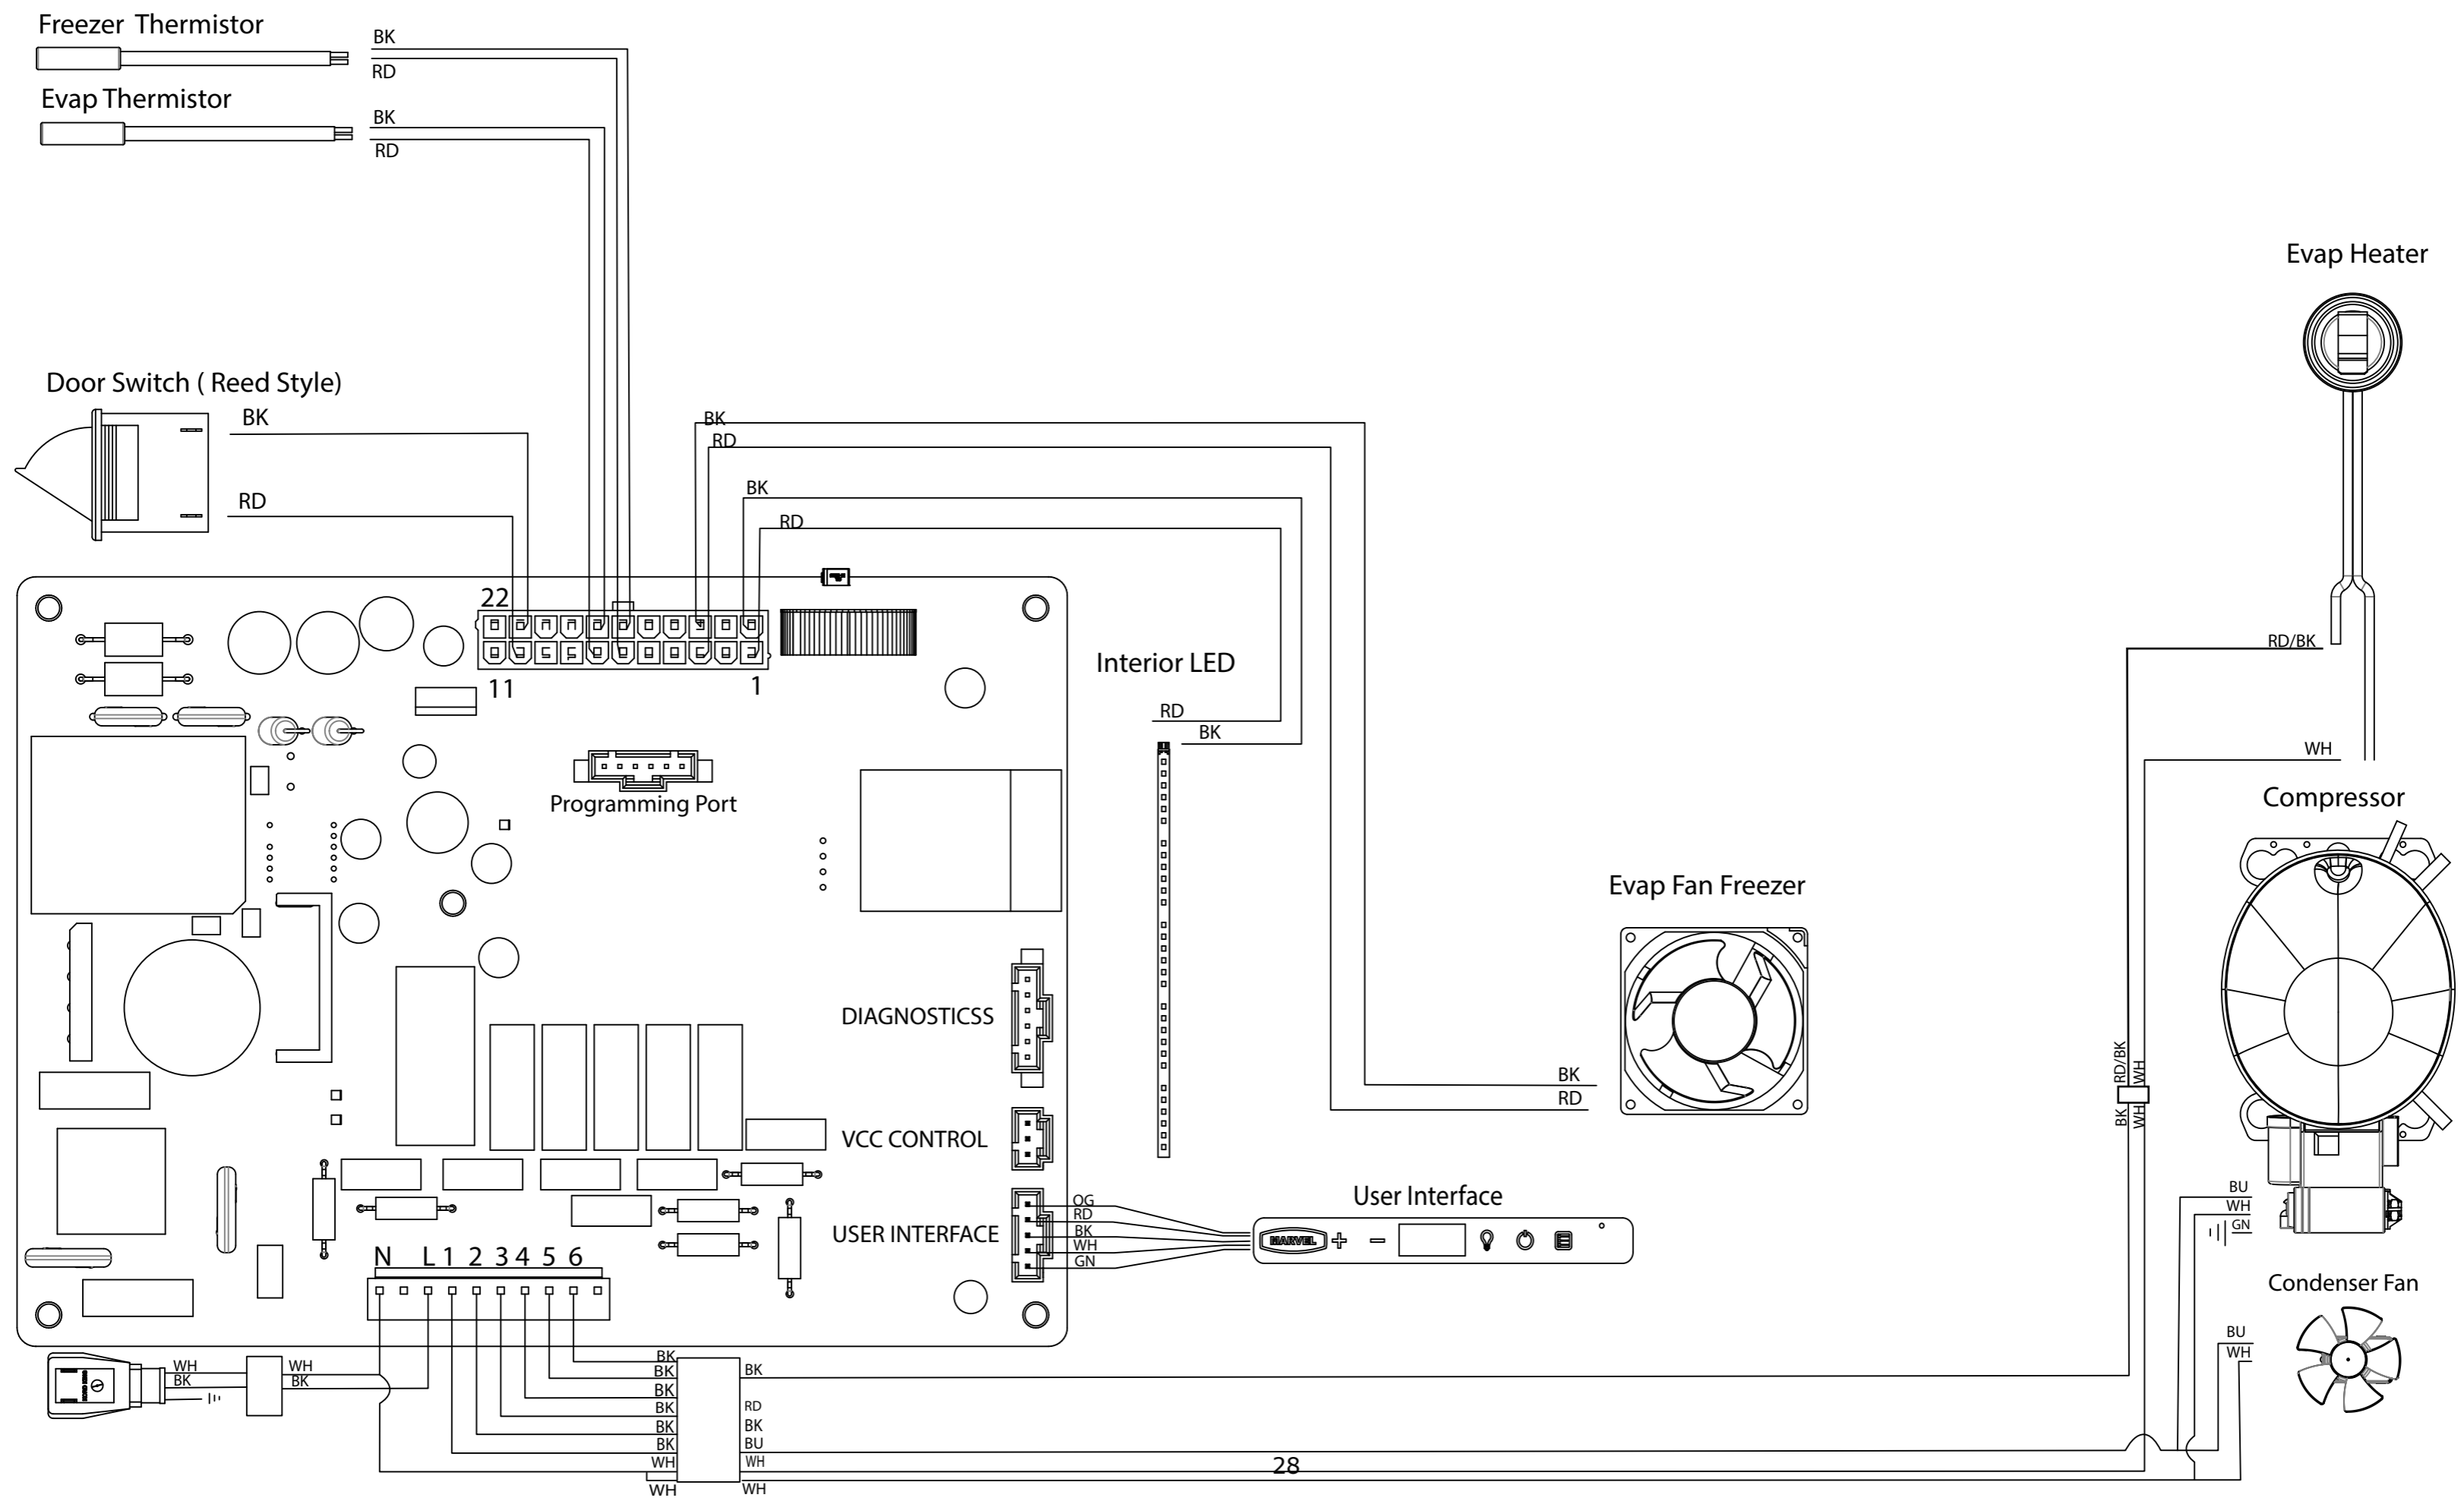 Freezer Thermistor
BK
RD
Evap Thermistor
BK
RD
Evap Heater
Door Switch ( Reed Style)
BK
RD
BK
RD
BK
RD
22
11
1
RD/BK
WH
Interior LED
RD
BK
Programming Port
Compressor
Evap Fan Freezer
BK
RD
DIAGNOSTICSS
VCC CONTROL
USER INTERFACE
OG
RD
BK
WH
GN
User Interface
MARVEL
RD/BK
WH
BK
WH
BU
WH
GN
Condenser Fan
BU
WH
N L 1 2 3 4 5 6
WH
BK
WH
BK
BK
BK
BK
BK
BK
BK
WH
WH
BK
RD
BK
BU
WH
WH
28